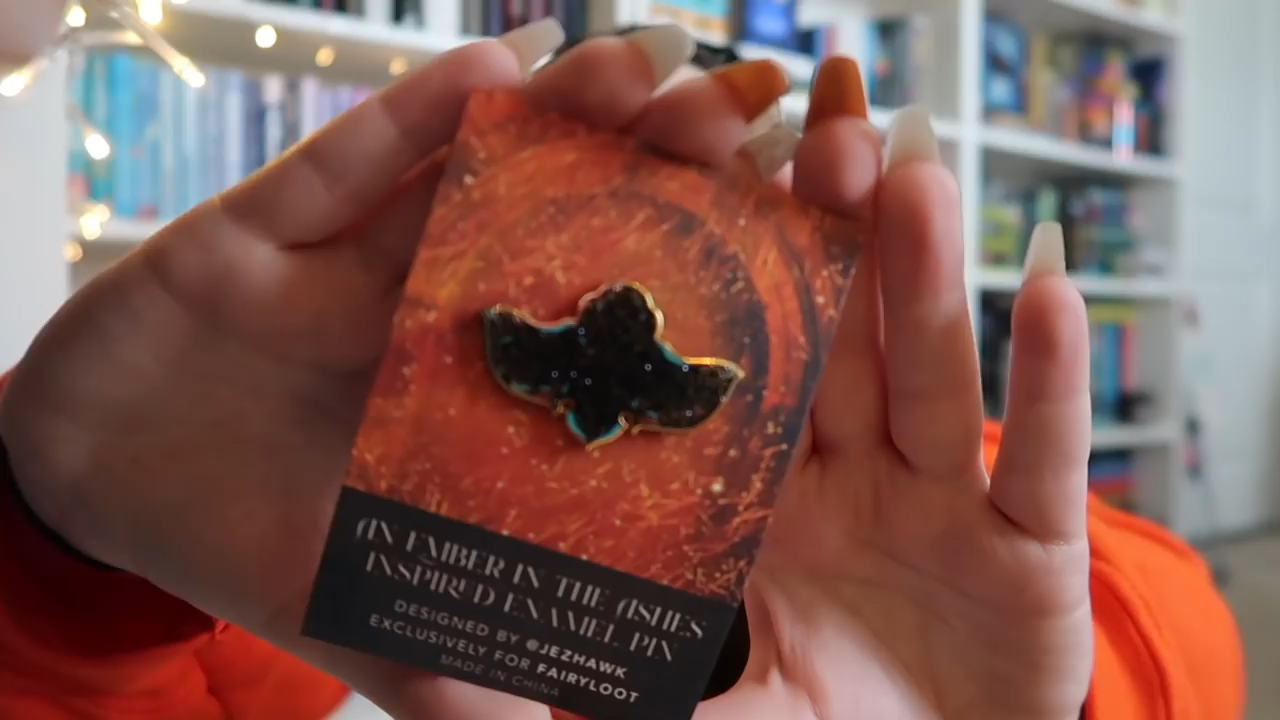 AN EMBER IN THE ASHES
INSPIRED ENAMEL PIN
DESIGNED BY @JEZHAWK
EXCLUSIVELY FOR FAIRYLOOT
MADE IN CHINA